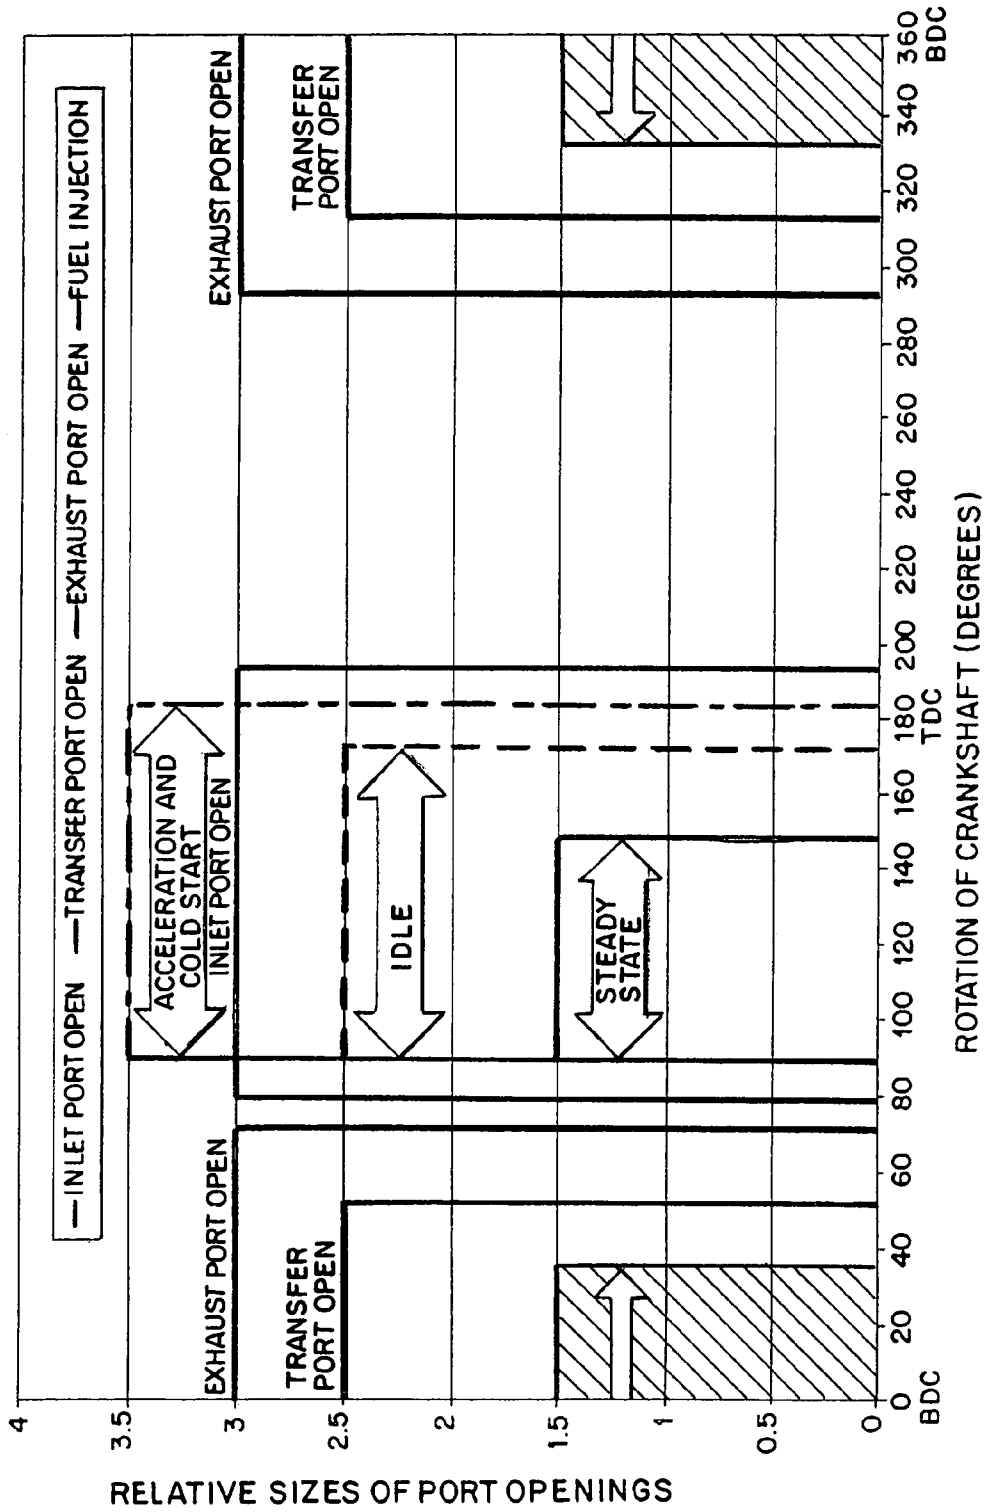 — INLET PORT OPEN — TRANSFER PORT OPEN — EXHAUST PORT OPEN — FUEL INJECTION
RELATIVE SIZES OF PORT OPENINGS
4
3.5
3
2.5
2
1.5
1
0.5
0
EXHAUST PORT OPEN
TRANSFER
PORT OPEN
ACCELERATION AND
COLD START
INLET PORT OPEN
IDLE
STEADY
STATE
EXHAUST PORT OPEN
TRANSFER
PORT OPEN
0 20 40 60 80 100 120 140 160 180 200 220 240 260 280 300 320 340 360
BDC TDC BDC
ROTATION OF CRANKSHAFT (DEGREES)